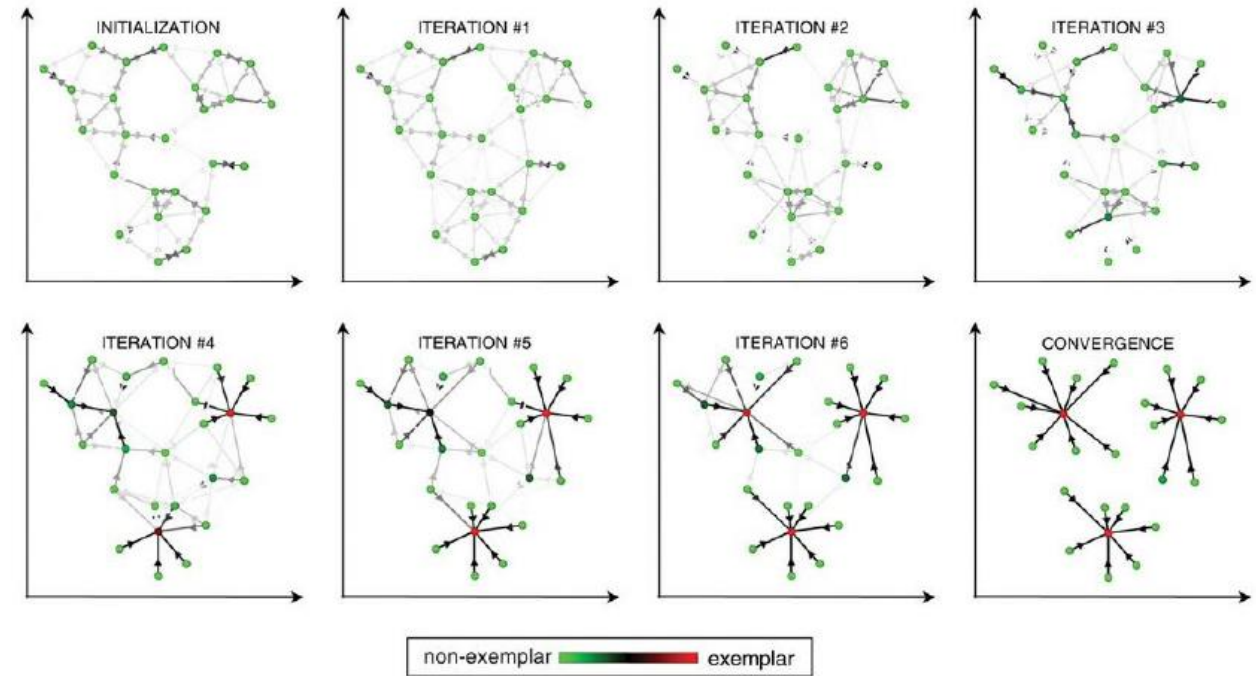 INITIALIZATION
ITERATION #1
ITERATION #2
ITERATION #3
ITERATION #4
ITERATION #5
ITERATION #6
CONVERGENCE
non-exemplar
exemplar